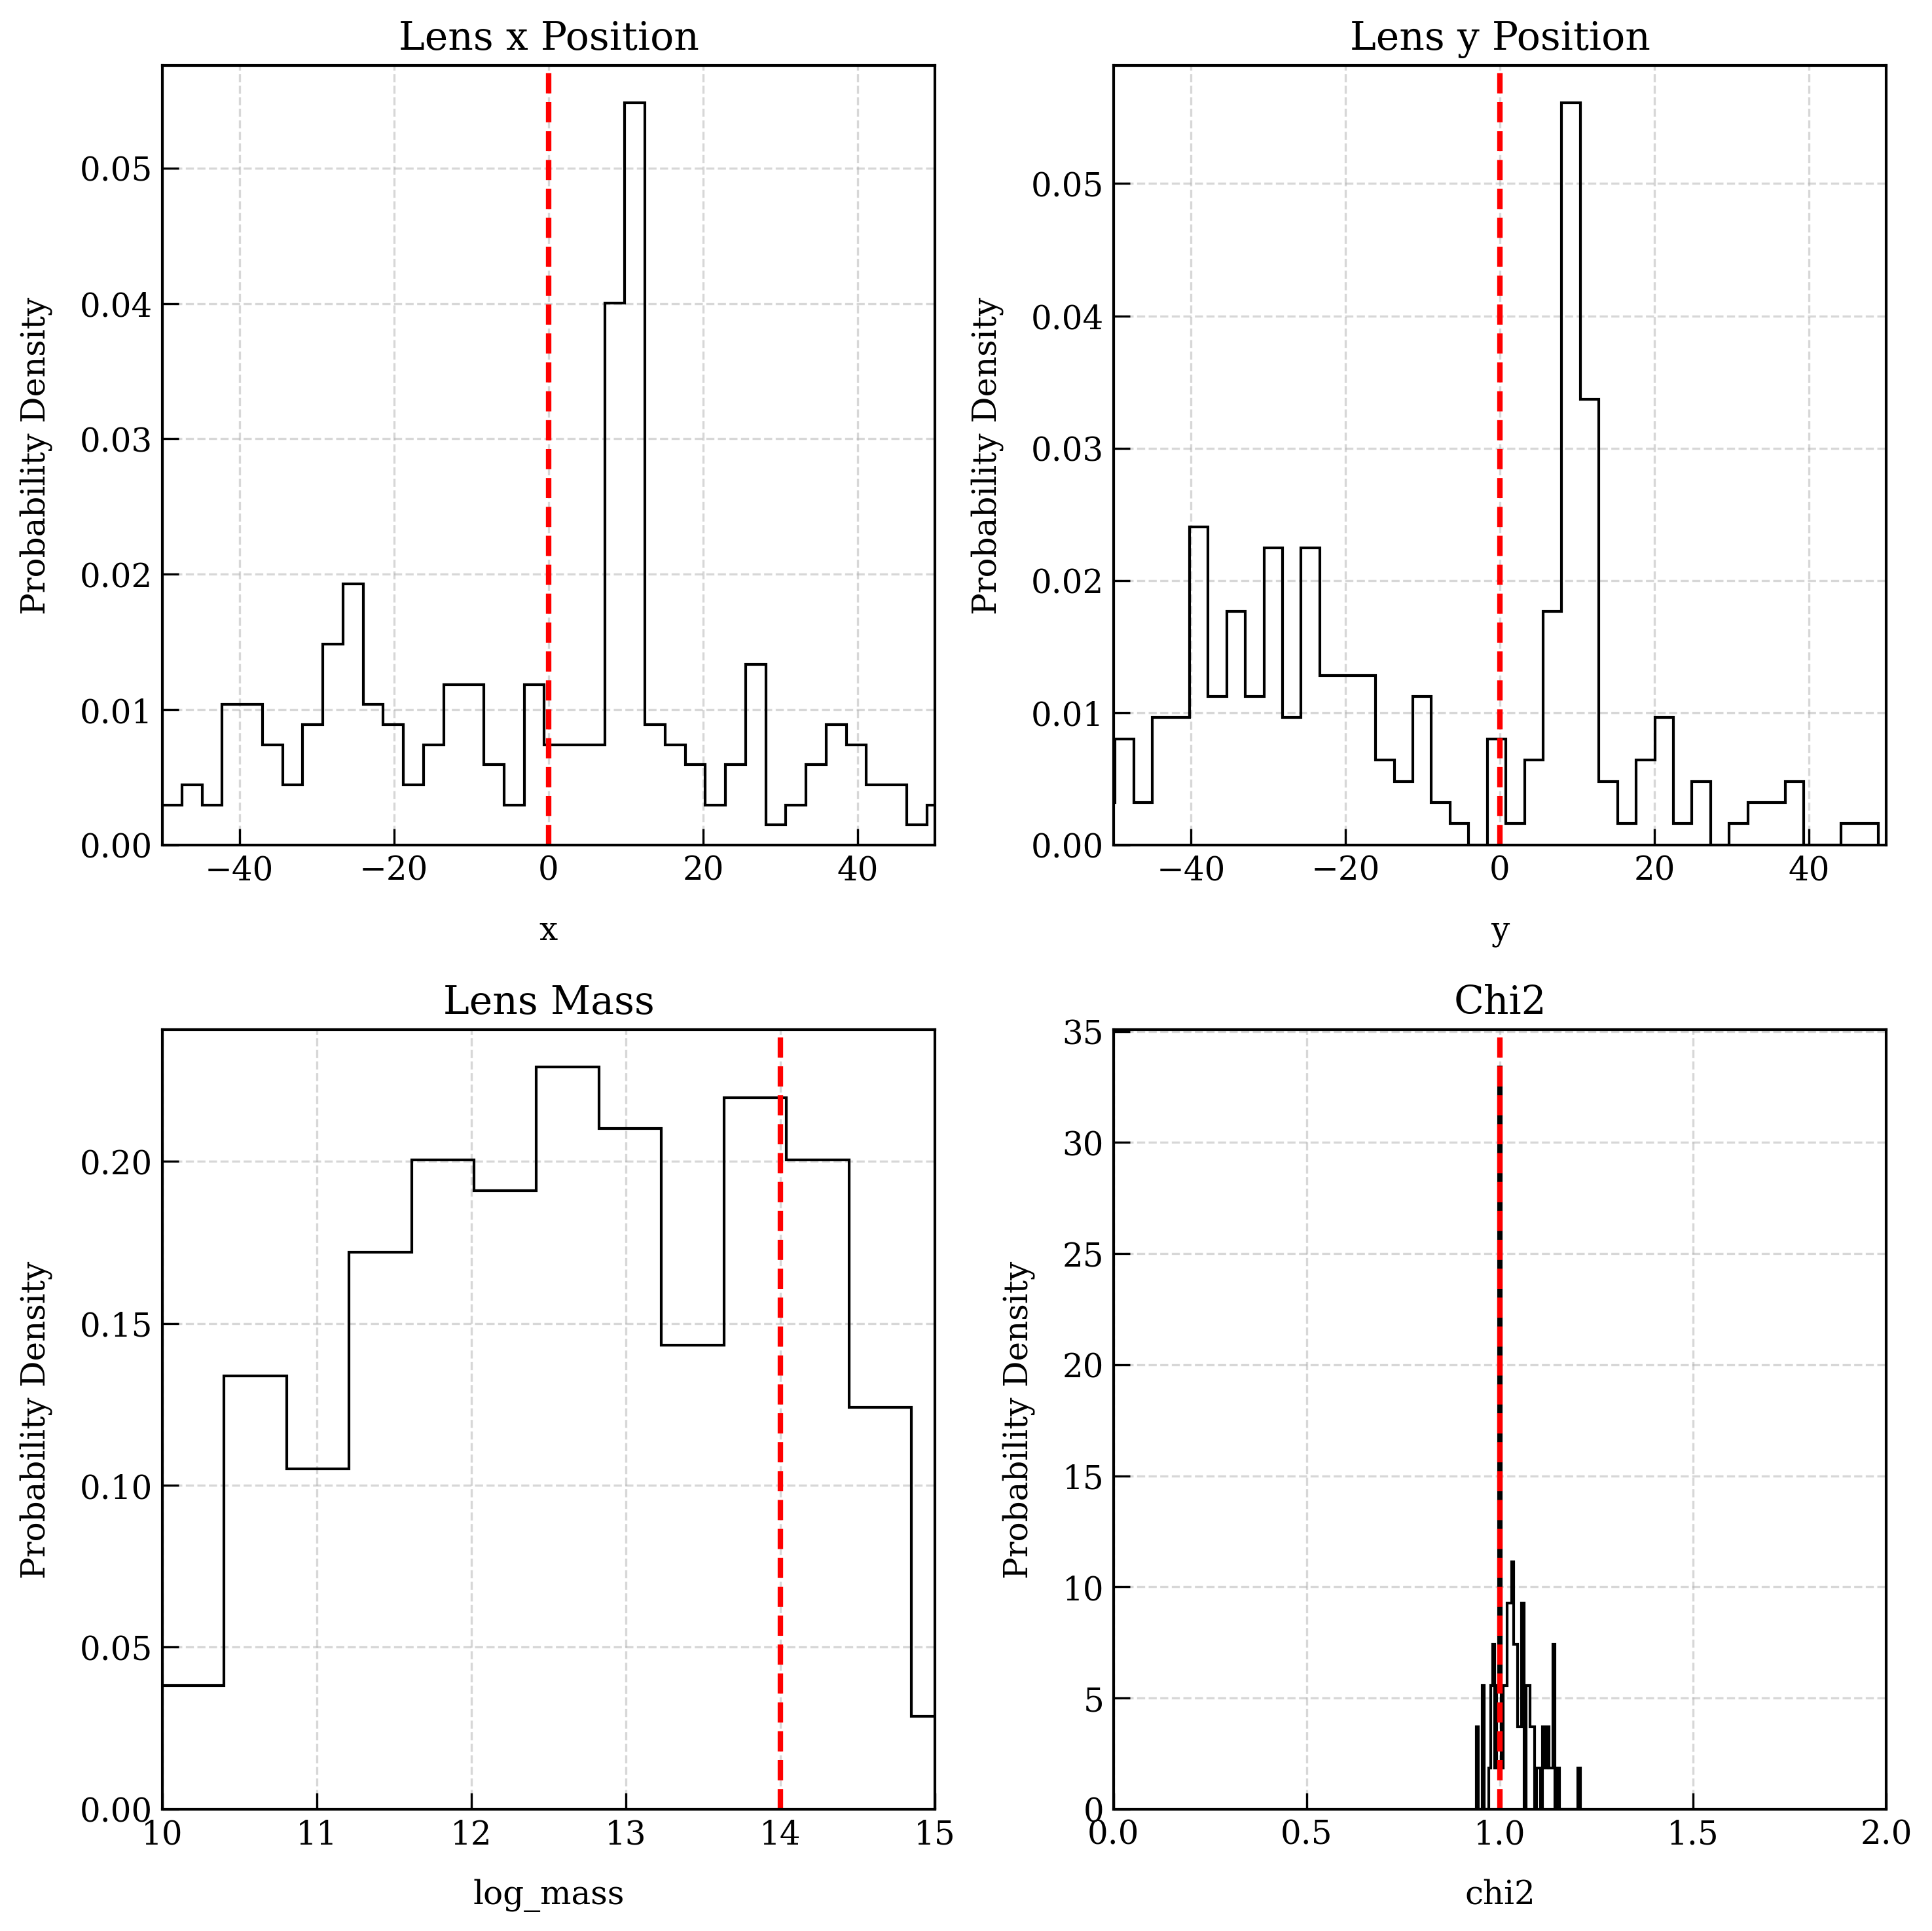 Lens x Position
Probability Density
0.05
0.04
0.03
0.02
0.01
0.00
−40 −20 0 20 40
x
Lens y Position
Probability Density
0.05
0.04
0.03
0.02
0.01
0.00
−40 −20 0 20 40
y
Lens Mass
Probability Density
0.20
0.15
0.10
0.05
0.00
10 11 12 13 14 15
log_mass
Chi2
Probability Density
35
30
25
20
15
10
5
0
0.0 0.5 1.0 1.5 2.0
chi2